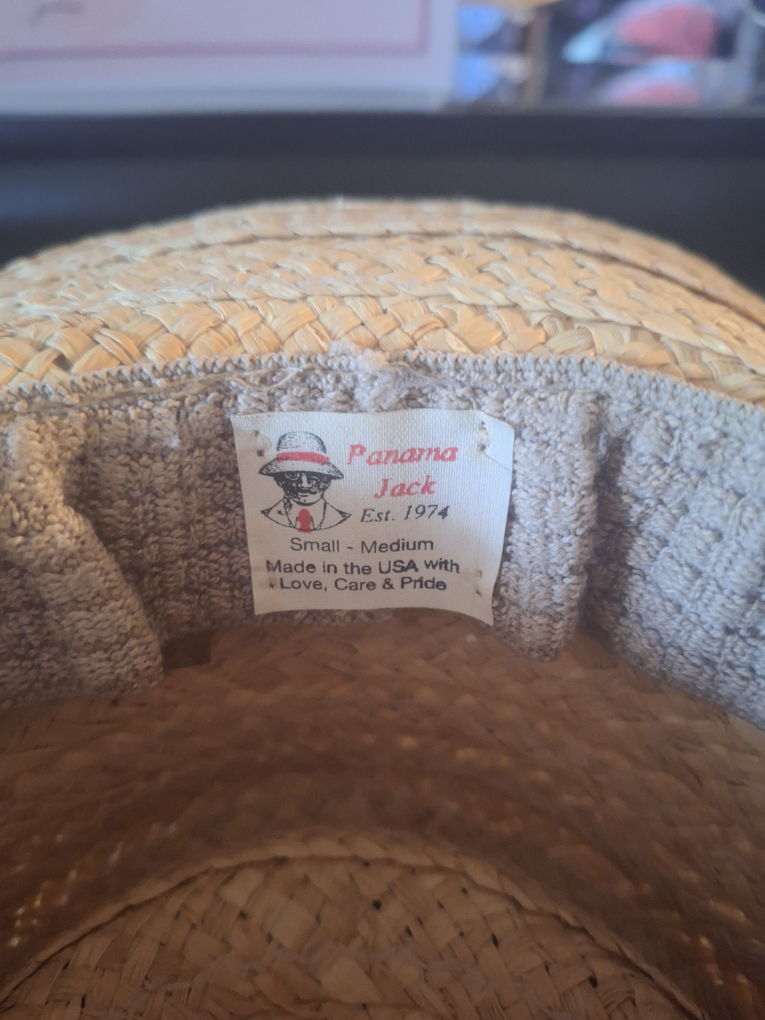 Panama
Jack
Est. 1974
Small - Medium
Made in the USA with
Love, Care & Pride